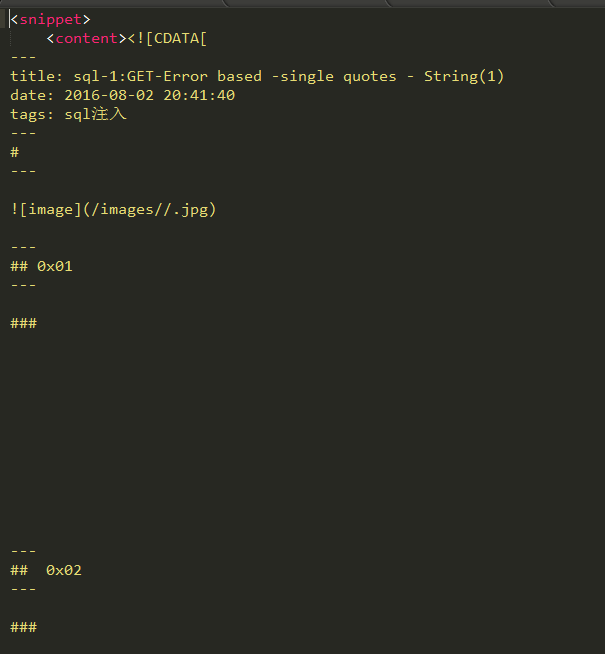 <snippet>
<content><![CDATA[
---
title: sql-1:GET-Error based -single quotes - String(1)
date: 2016-08-02 20:41:40
tags: sql注入
---
#
---
![image](/images//.jpg)
---
## 0x01
---
###
---
##  0x02
---
###